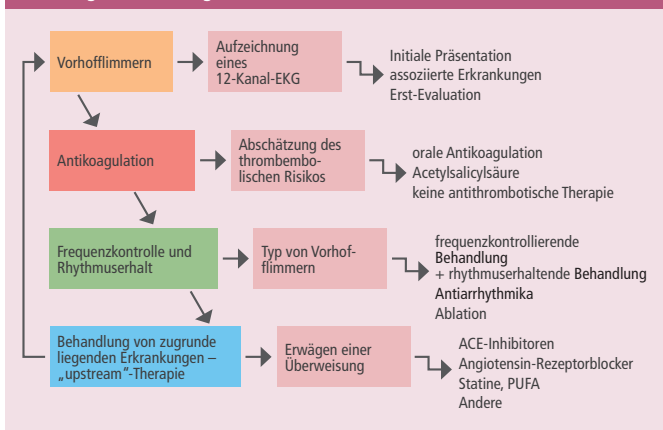 Vorhofflimmern
Aufzeichnung
eines
12-Kanal-EKG
Initiale Präsentation
assoziierte Erkrankungen
Erst-Evaluation
Antikoagulation
Abschätzung des
thrombembo-
lischen Risikos
orale Antikoagulation
Acetylsalicylsäure
keine antithrombotische Therapie
Frequenzkontrolle und
Rhythmuserhalt
Typ von Vorhof-
flimmern
frequenzkontrollierende
Behandlung
+ rhythmuserhaltende Behandlung
Antiarrhythmika
Ablation
Behandlung von zugrunde
liegenden Erkrankungen –
„upstream"-Therapie
Erwägen einer
Überweisung
ACE-Inhibitoren
Angiotensin-Rezeptorblocker
Statine, PUFA
Andere